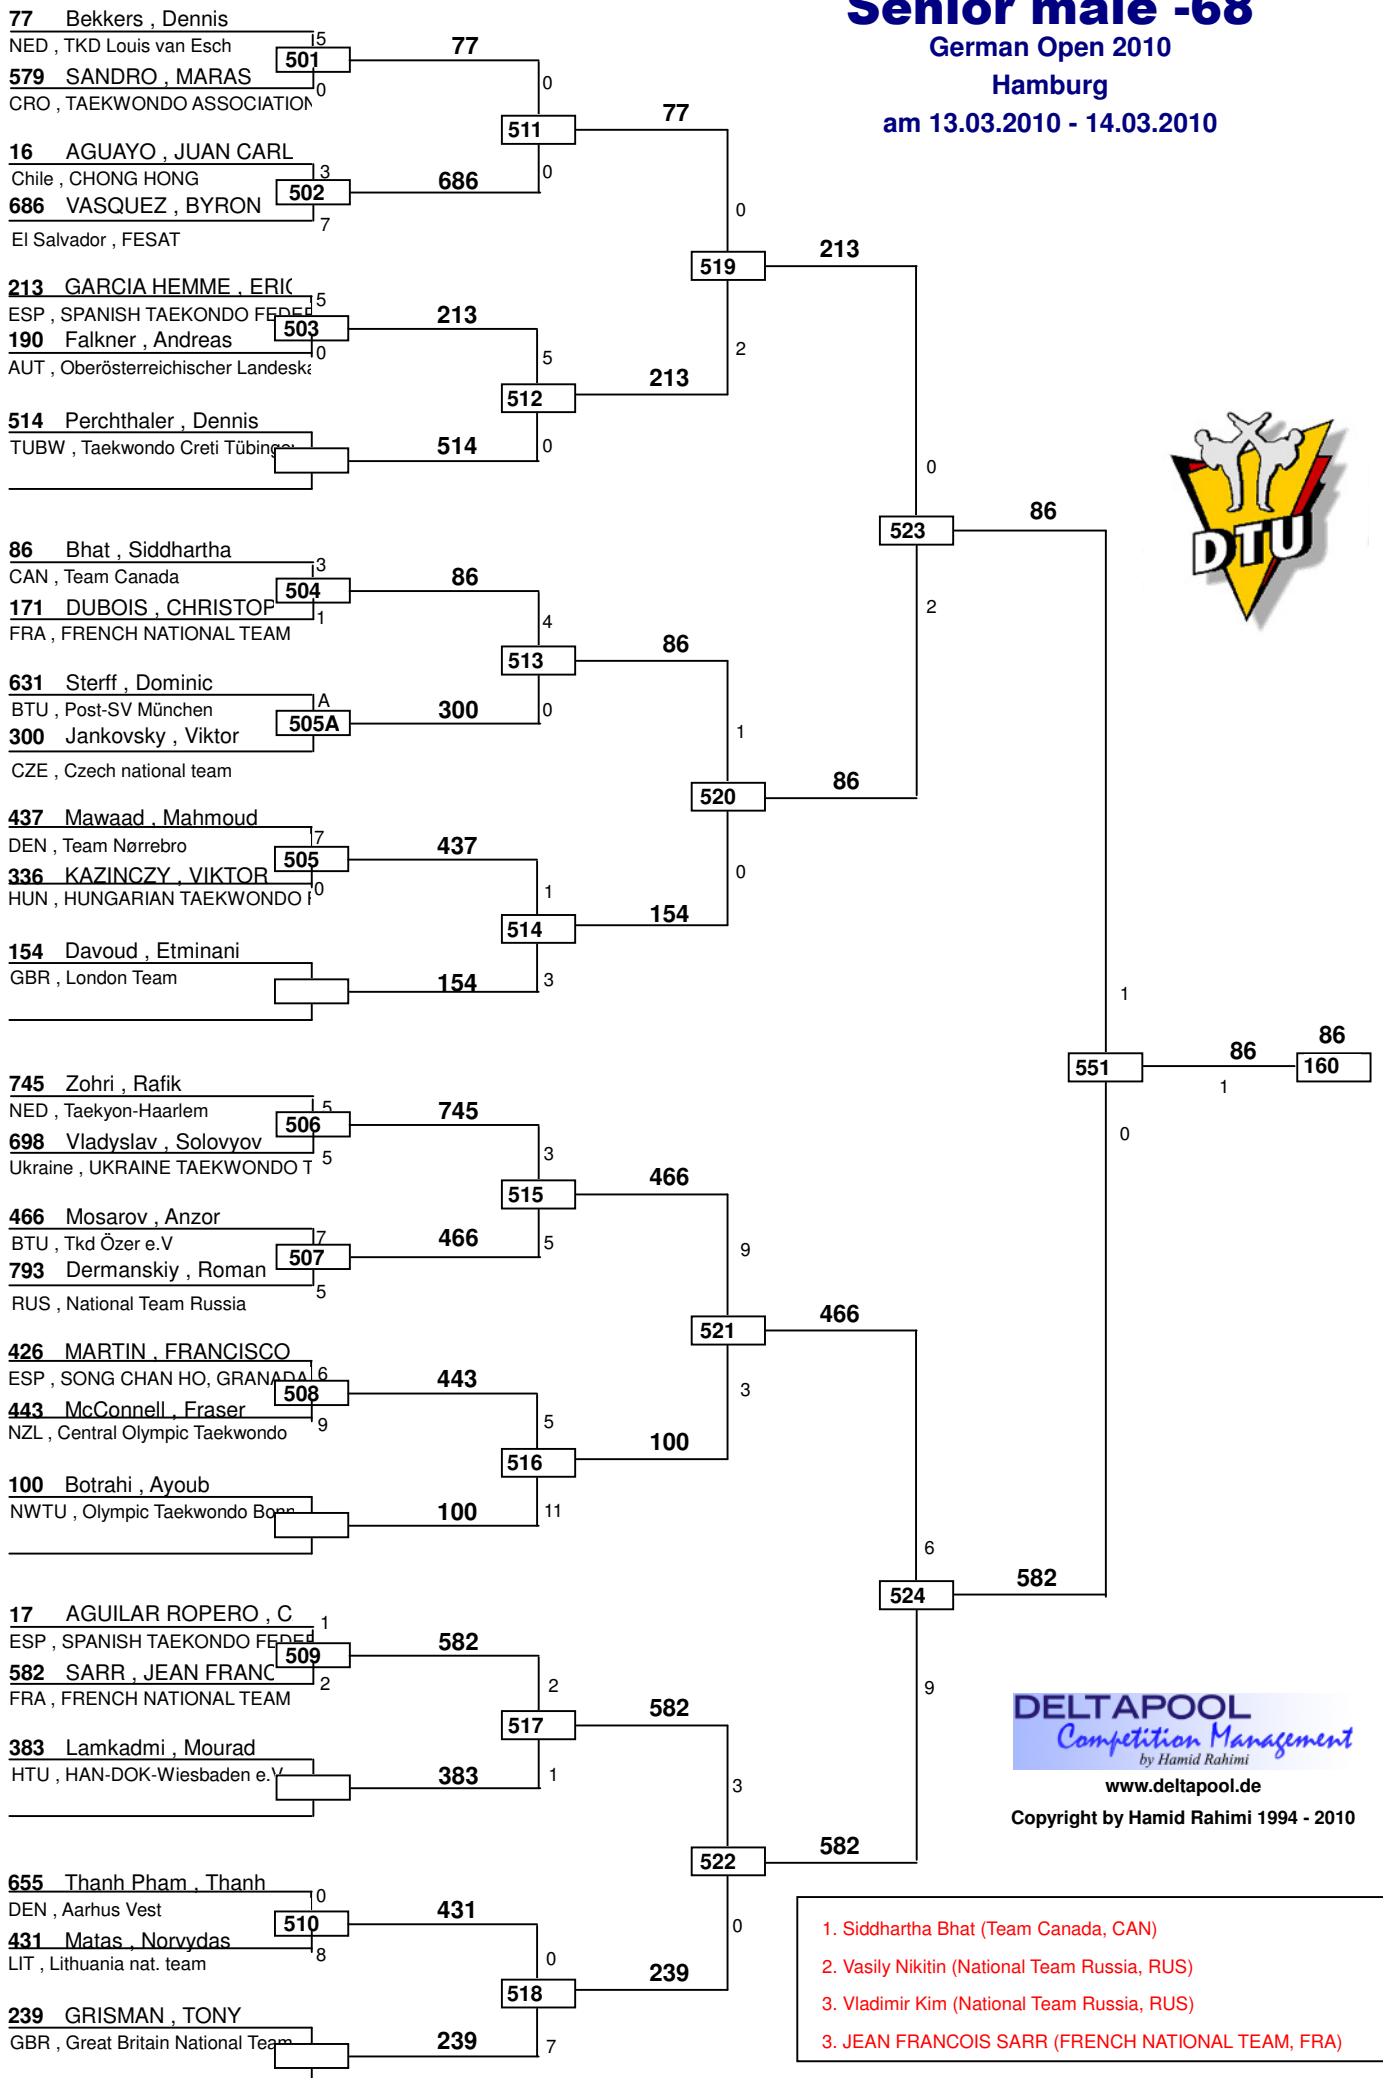 Senior male -68
German Open 2010
Hamburg
am 13.03.2010 - 14.03.2010
77 Bekkers , Dennis
NED , TKD Louis van Esch
5
501
77
579 SANDRO , MARAS
0
CRO , TAEKWONDO ASSOCIATION
0
511
77
16 AGUAYO , JUAN CARL
3
Chile , CHONG HONG
502
686
0
686 VASQUEZ , BYRON
7
El Salvador , FESAT
0
519
213
213 GARCIA HEMME , ERIC
5
ESP , SPANISH TAEKONDO FEDER
503
213
190 Falkner , Andreas
0
AUT , Oberösterreichischer Landeska
5
2
512
213
514 Perchthaler , Dennis
TUBW , Taekwondo Creti Tübingen
514
0
0
523
86
86 Bhat , Siddhartha
3
CAN , Team Canada
504
86
171 DUBOIS , CHRISTOP
1
FRA , FRENCH NATIONAL TEAM
4
2
513
86
631 Sterff , Dominic
A
BTU , Post-SV München
505A
300
0
300 Jankovsky , Viktor
CZE , Czech national team
1
520
86
437 Mawaad , Mahmoud
7
DEN , Team Nørrebro
505
437
336 KAZINCZY , VIKTOR
0
HUN , HUNGARIAN TAEKWONDO F
1
0
514
154
154 Davoud , Etminani
GBR , London Team
154
3
1
551
86
1
86
160
0
745 Zohri , Rafik
5
NED , Taekyon-Haarlem
506
745
698 Vladyslav , Solovyov
5
Ukraine , UKRAINE TAEKWONDO T
3
515
466
466 Mosarov , Anzor
7
BTU , Tkd Özer e.V
507
466
5
793 Dermanskiy , Roman
5
RUS , National Team Russia
9
521
466
426 MARTIN , FRANCISCO
6
ESP , SONG CHAN HO, GRANADA
508
443
443 McConnell , Fraser
9
NZL , Central Olympic Taekwondo
5
3
516
100
100 Botrahi , Ayoub
NWTU , Olympic Taekwondo Bonn
100
11
6
524
582
17 AGUILAR ROPERO , C
1
ESP , SPANISH TAEKONDO FEDER
509
582
582 SARR , JEAN FRANC
2
FRA , FRENCH NATIONAL TEAM
2
9
517
582
383 Lamkadmi , Mourad
HTU , HAN-DOK-Wiesbaden e.V
383
1
3
522
582
655 Thanh Pham , Thanh
0
DEN , Aarhus Vest
510
431
431 Matas , Norvydas
8
LIT , Lithuania nat. team
0
0
518
239
239 GRISMAN , TONY
GBR , Great Britain National Team
239
7
DTU
DELTAPOOL
Competition Management
by Hamid Rahimi
www.deltapool.de
Copyright by Hamid Rahimi 1994 - 2010
1. Siddhartha Bhat (Team Canada, CAN)
2. Vasily Nikitin (National Team Russia, RUS)
3. Vladimir Kim (National Team Russia, RUS)
3. JEAN FRANCOIS SARR (FRENCH NATIONAL TEAM, FRA)